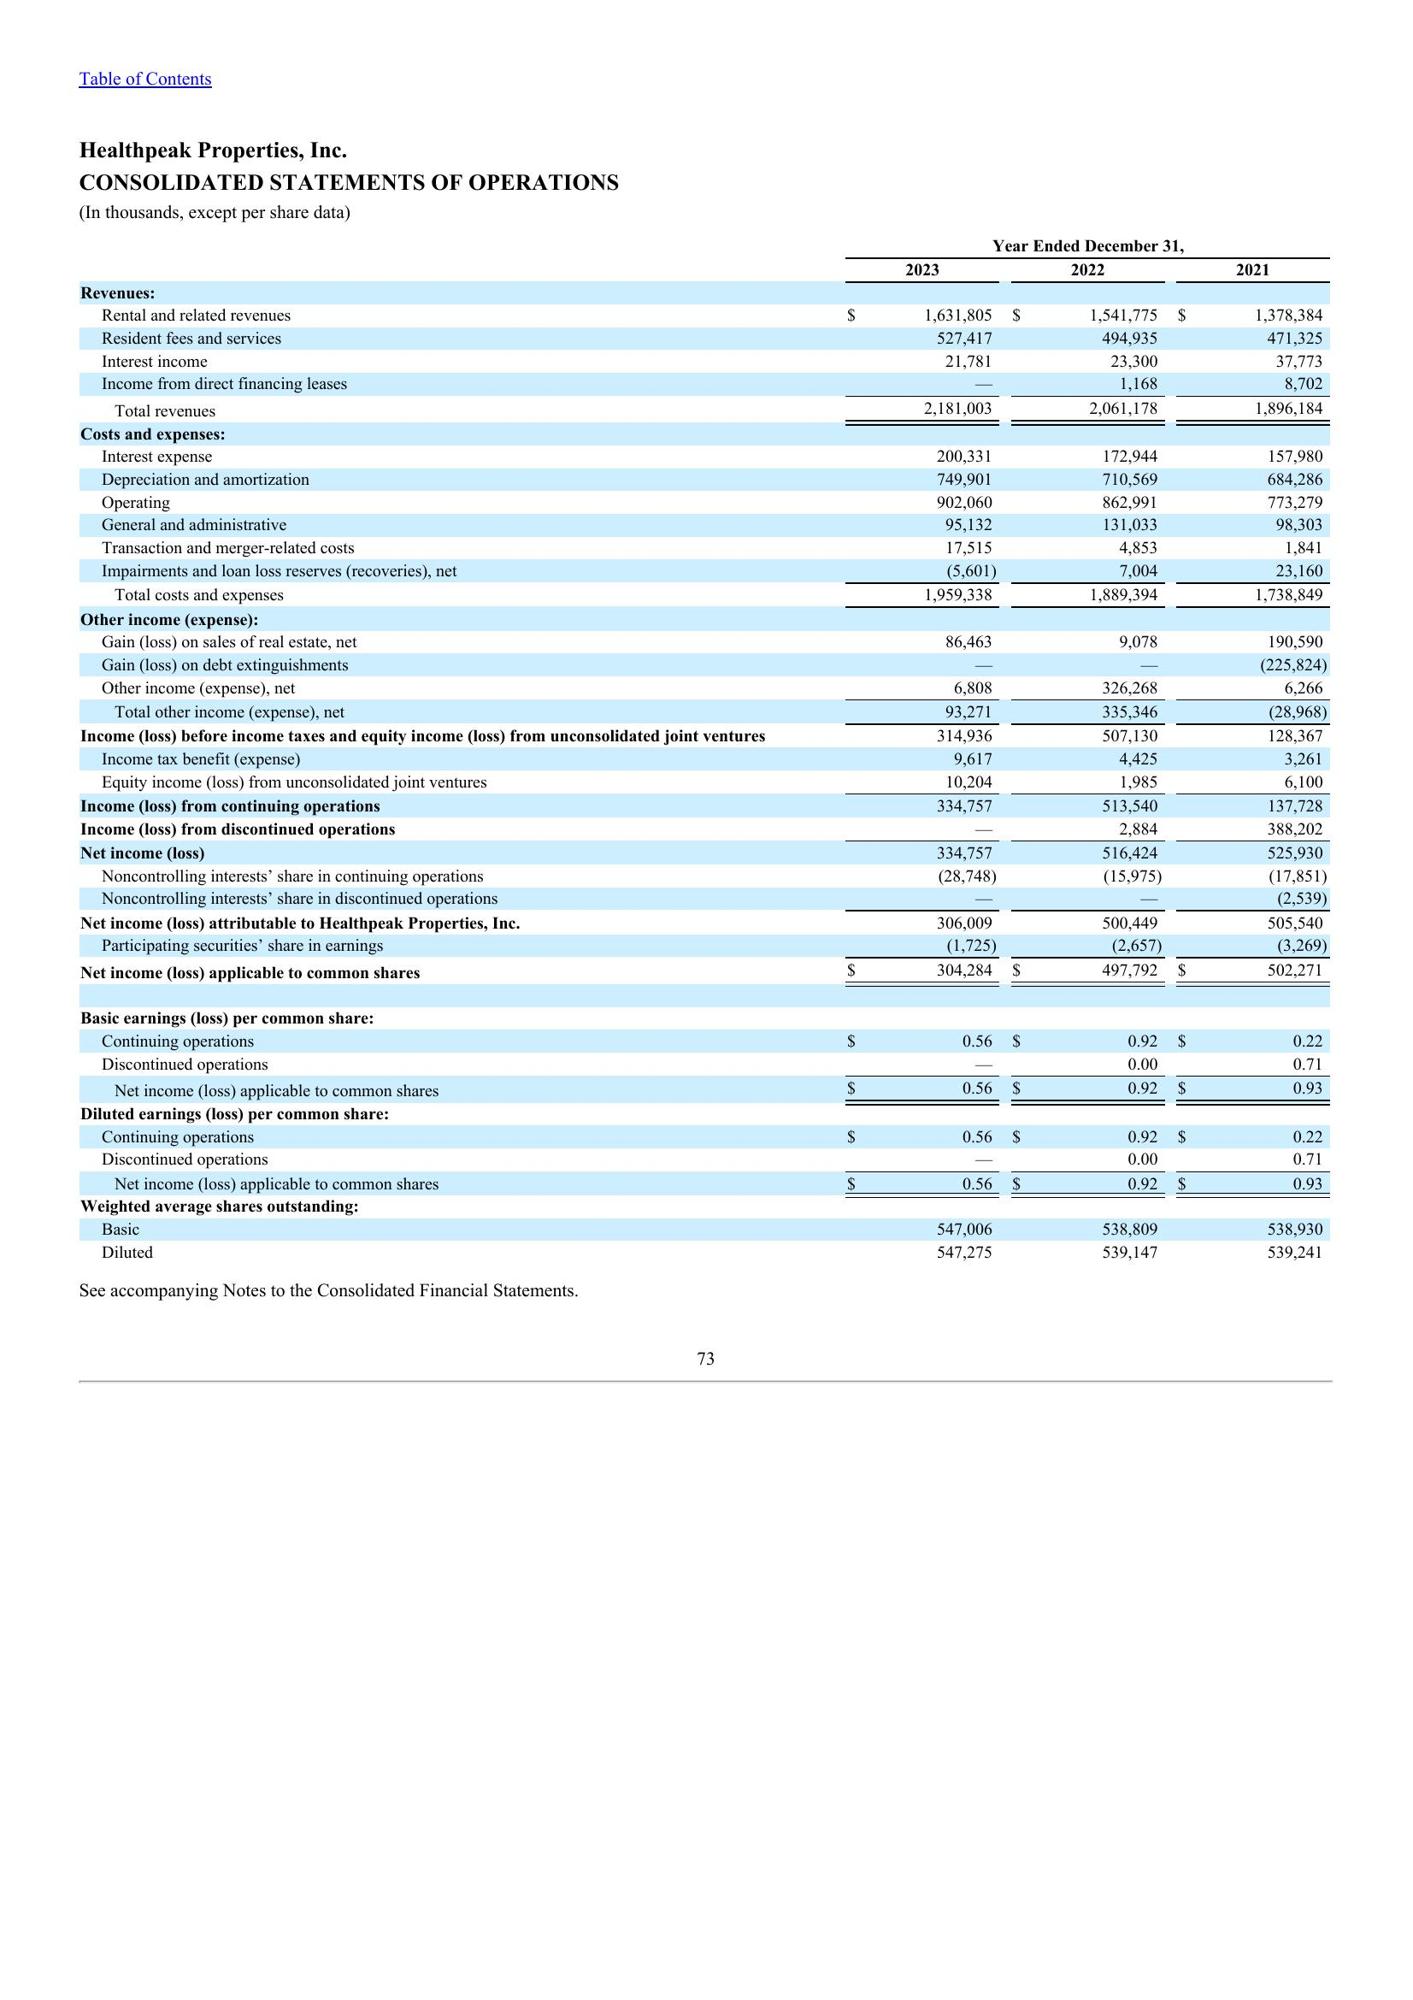 Table of Contents
Healthpeak Properties, Inc.
CONSOLIDATED STATEMENTS OF OPERATIONS
(In thousands, except per share data)
Year Ended December 31,
2023 2022 2021
Revenues:
Rental and related revenues $ 1,631,805 $ 1,541,775 $ 1,378,384
Resident fees and services 527,417 494,935 471,325
Interest income 21,781 23,300 37,773
Income from direct financing leases — 1,168 8,702
Total revenues 2,181,003 2,061,178 1,896,184
Costs and expenses:
Interest expense 200,331 172,944 157,980
Depreciation and amortization 749,901 710,569 684,286
Operating 902,060 862,991 773,279
General and administrative 95,132 131,033 98,303
Transaction and merger-related costs 17,515 4,853 1,841
Impairments and loan loss reserves (recoveries), net (5,601) 7,004 23,160
Total costs and expenses 1,959,338 1,889,394 1,738,849
Other income (expense):
Gain (loss) on sales of real estate, net 86,463 9,078 190,590
Gain (loss) on debt extinguishments — — (225,824)
Other income (expense), net 6,808 326,268 6,266
Total other income (expense), net 93,271 335,346 (28,968)
Income (loss) before income taxes and equity income (loss) from unconsolidated joint ventures 314,936 507,130 128,367
Income tax benefit (expense) 9,617 4,425 3,261
Equity income (loss) from unconsolidated joint ventures 10,204 1,985 6,100
Income (loss) from continuing operations 334,757 513,540 137,728
Income (loss) from discontinued operations — 2,884 388,202
Net income (loss) 334,757 516,424 525,930
Noncontrolling interests’ share in continuing operations (28,748) (15,975) (17,851)
Noncontrolling interests’ share in discontinued operations — — (2,539)
Net income (loss) attributable to Healthpeak Properties, Inc. 306,009 500,449 505,540
Participating securities’ share in earnings (1,725) (2,657) (3,269)
Net income (loss) applicable to common shares $ 304,284 $ 497,792 $ 502,271
Basic earnings (loss) per common share:
Continuing operations $ 0.56 $ 0.92 $ 0.22
Discontinued operations — 0.00 0.71
Net income (loss) applicable to common shares $ 0.56 $ 0.92 $ 0.93
Diluted earnings (loss) per common share:
Continuing operations $ 0.56 $ 0.92 $ 0.22
Discontinued operations — 0.00 0.71
Net income (loss) applicable to common shares $ 0.56 $ 0.92 $ 0.93
Weighted average shares outstanding:
Basic 547,006 538,809 538,930
Diluted 547,275 539,147 539,241
See accompanying Notes to the Consolidated Financial Statements.
73